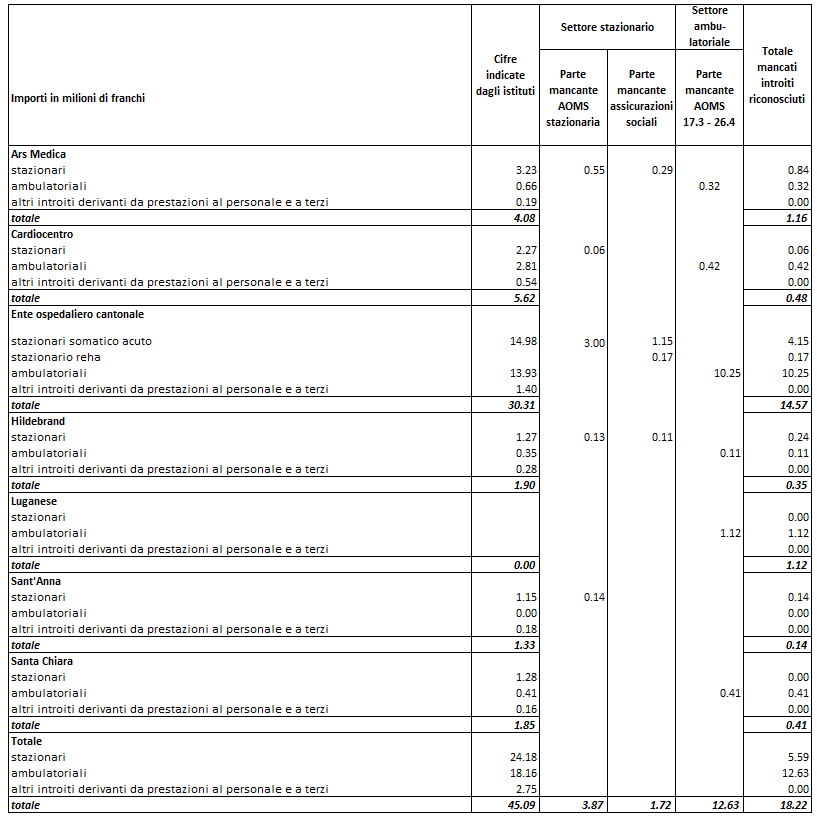 Importi in milioni di franchi
Cifre
indicate
dagli istituti
Settore stazionario
Settore
ambu-
latoriale
Totale
mancati
introiti
riconosciuti
Parte
mancante
AOMS
stazionaria
Parte
mancante
assicurazioni
sociali
Parte
mancante
AOMS
17.3 - 26.4
Ars Medica
stazionari 3.23 0.55 0.29 0.84
ambulatoriali 0.66 0.32 0.32
altri introiti derivanti da prestazioni al personale e a terzi 0.19 0.00
totale 4.08 1.16
Cardiocentro
stazionari 2.27 0.06 0.06
ambulatoriali 2.81 0.42 0.42
altri introiti derivanti da prestazioni al personale e a terzi 0.54 0.00
totale 5.62 0.48
Ente ospedaliero cantonale
stazionari somatico acuto 14.98 3.00 1.15 4.15
stazionario reha 0.17 0.17
ambulatoriali 13.93 10.25 10.25
altri introiti derivanti da prestazioni al personale e a terzi 1.40 0.00
totale 30.31 14.57
Hildebrand
stazionari 1.27 0.13 0.11 0.24
ambulatoriali 0.35 0.11 0.11
altri introiti derivanti da prestazioni al personale e a terzi 0.28 0.00
totale 1.90 0.35
Luganese
stazionari 0.00
ambulatoriali 1.12 1.12
altri introiti derivanti da prestazioni al personale e a terzi 0.00
totale 0.00 1.12
Sant'Anna
stazionari 1.15 0.14 0.14
ambulatoriali 0.00 0.00
altri introiti derivanti da prestazioni al personale e a terzi 0.18 0.00
totale 1.33 0.14
Santa Chiara
stazionari 1.28 0.00
ambulatoriali 0.41 0.41 0.41
altri introiti derivanti da prestazioni al personale e a terzi 0.16 0.00
totale 1.85 0.41
Totale
stazionari 24.18 5.59
ambulatoriali 18.16 12.63
altri introiti derivanti da prestazioni al personale e a terzi 2.75 0.00
totale 45.09 3.87 1.72 12.63 18.22